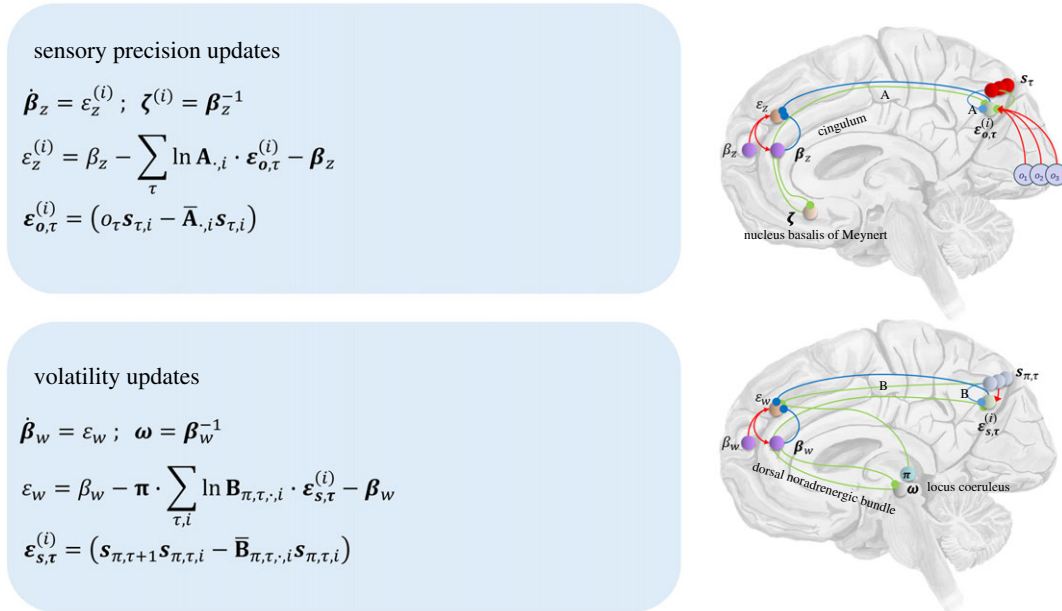 sensory precision updates
β̇_z = ε_z^(i) ; ζ^(i) = β_z^−1
ε_z^(i) = β_z − ∑_τ ln A_·,i · ε_o,τ^(i) − β_z
ε_o,τ^(i) = (o_τ s_τ,i − A̅_·,i s_τ,i)
s_τ
A
ε_z
A
ε_o,τ^(i)
cingulum
β_z
β_z
o_1 o_2 o_3
ζ
nucleus basalis of Meynert
volatility updates
β̇_w = ε_w ; ω = β_w^−1
ε_w = β_w − π · ∑_τ,i ln B_π,τ,·,i · ε_s,τ^(i) − β_w
ε_s,τ^(i) = (s_π,τ+1 s_π,τ,i − B̅_π,τ,·,i s_π,τ,i)
s_π,τ
B
ε_w
B
ε_s,τ^(i)
β_w
β_w
π
dorsal noradrenergic bundle
ω
locus coeruleus